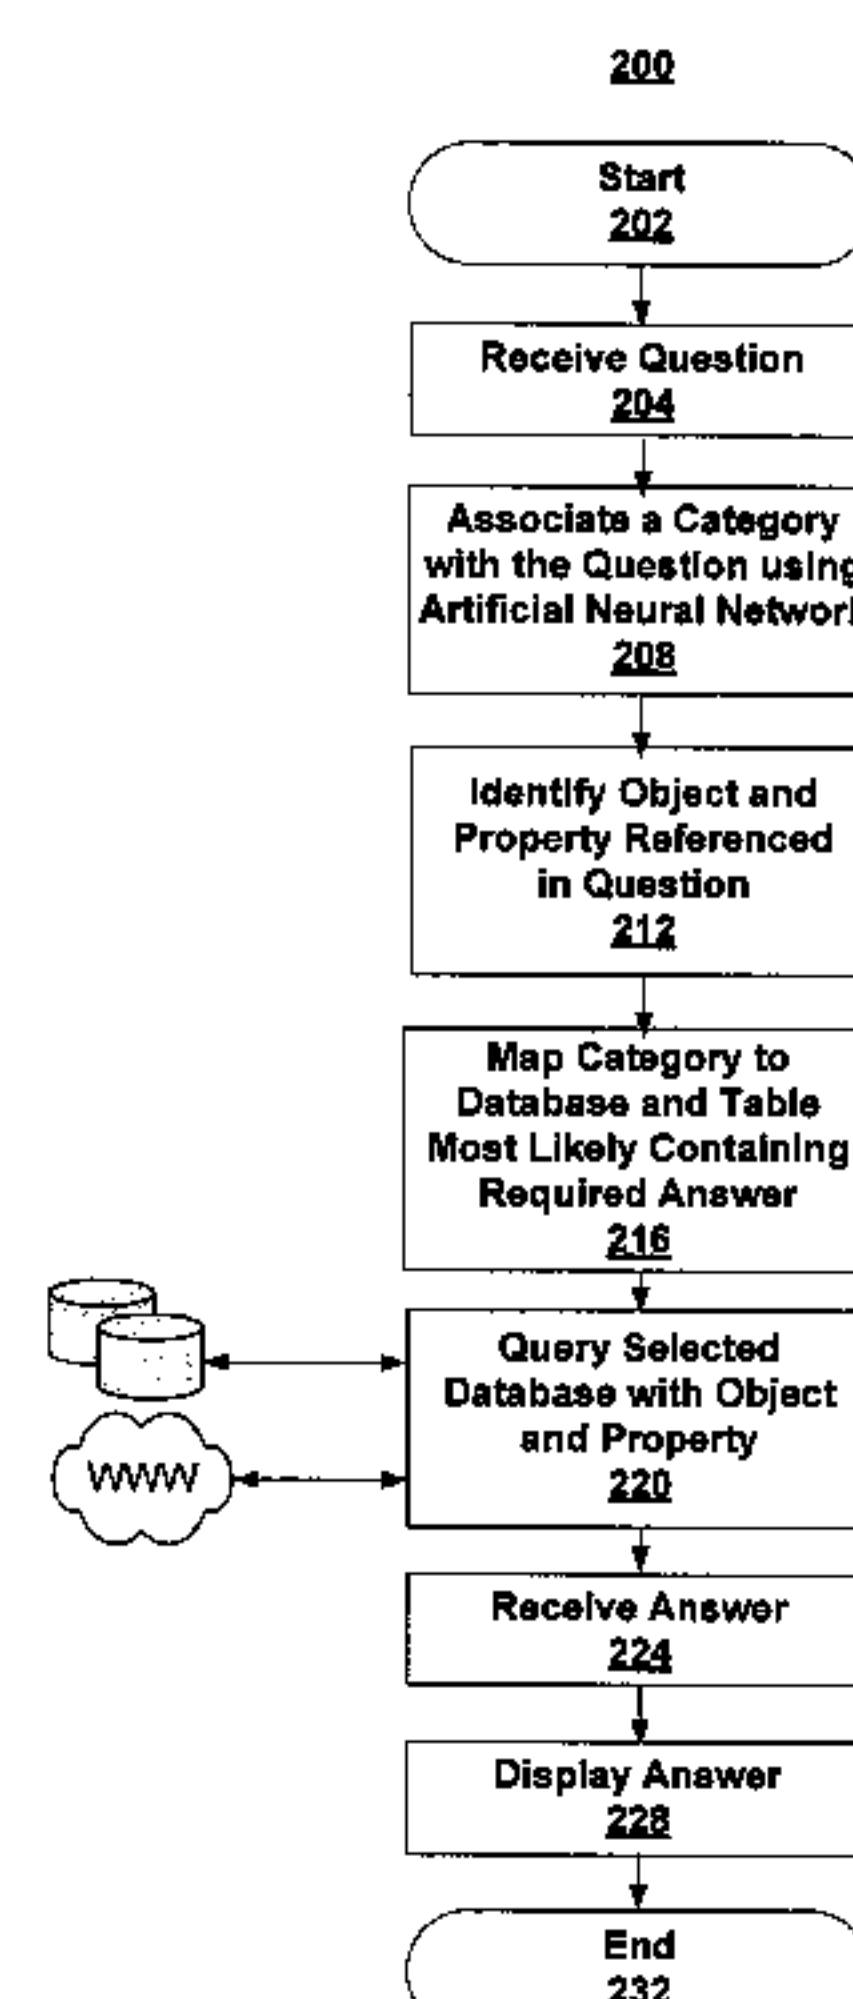 200
Start
202
Receive Question
204
Associate a Category
with the Question using
Artificial Neural Network
208
Identify Object and
Property Referenced
in Question
212
Map Category to
Database and Table
Most Likely Containing
Required Answer
216
Query Selected
Database with Object
and Property
220
WWW
Receive Answer
224
Display Answer
228
End
232